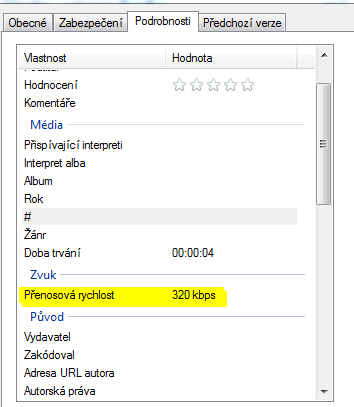 Obecné Zabezpečení Podrobnosti Předchozí verze
Vlastnost Hodnota
Hodnocení
Komentáře
Média
Přispívající interpreti
Interpret alba
Album
Rok
#
Žánr
Doba trvání 00:00:04
Zvuk
Přenosová rychlost 320 kbps
Původ
Vydavatel
Zakódoval
Adresa URL autora
Autorská práva